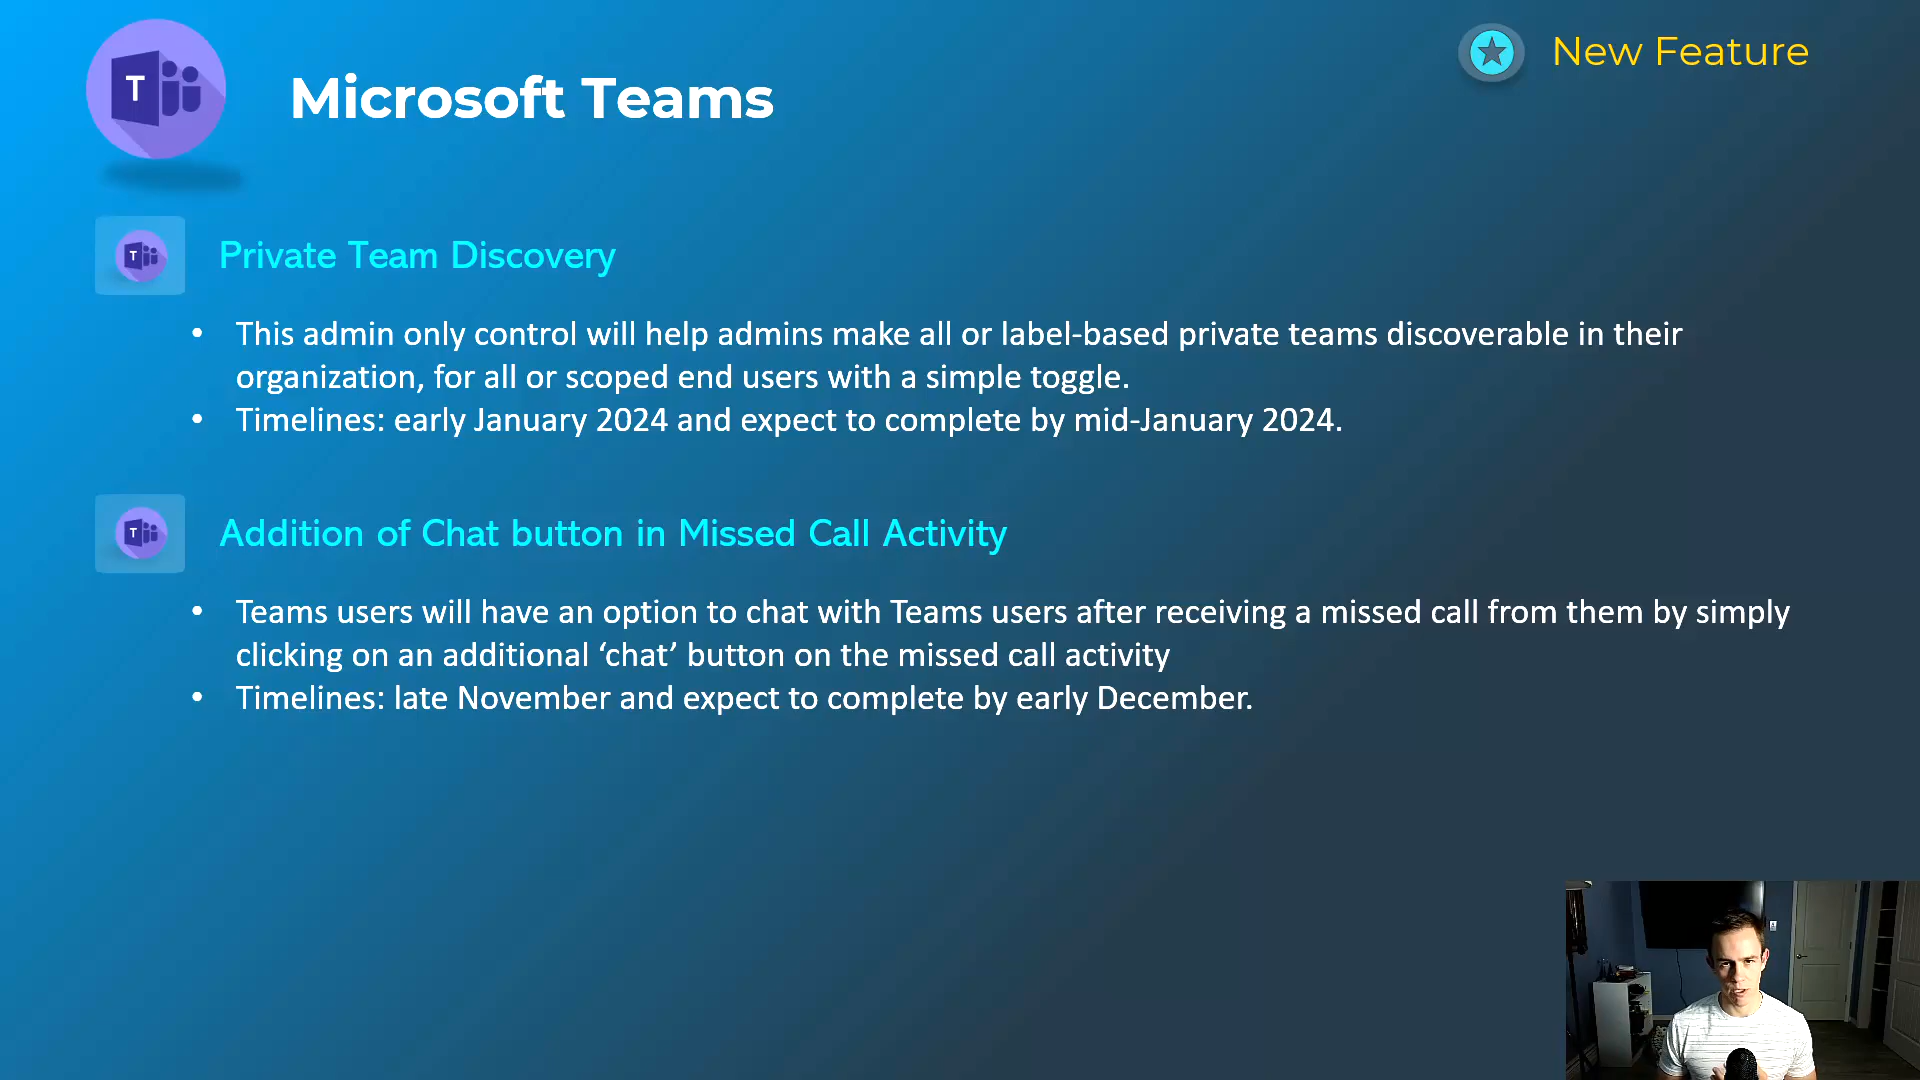 New Feature
T
Microsoft Teams
T
Private Team Discovery
• This admin only control will help admins make all or label-based private teams discoverable in their
organization, for all or scoped end users with a simple toggle.
• Timelines: early January 2024 and expect to complete by mid-January 2024.
T
Addition of Chat button in Missed Call Activity
• Teams users will have an option to chat with Teams users after receiving a missed call from them by simply
clicking on an additional ‘chat’ button on the missed call activity
• Timelines: late November and expect to complete by early December.